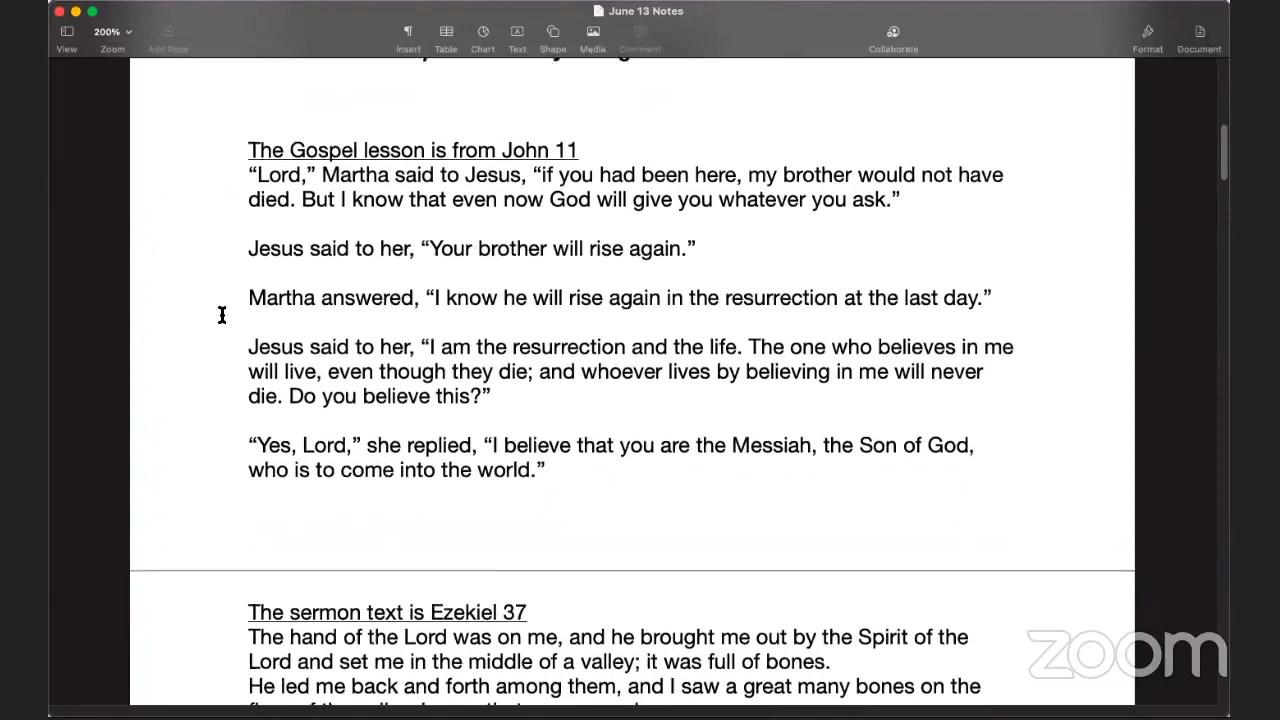 June 13 Notes
200%
View
Zoom
Add Page
Insert
Table
Chart
Text
Shape
Media
Comment
Collaborate
Format
Document
The Gospel lesson is from John 11
“Lord,” Martha said to Jesus, “if you had been here, my brother would not have
died. But I know that even now God will give you whatever you ask.”
Jesus said to her, “Your brother will rise again.”
Martha answered, “I know he will rise again in the resurrection at the last day.”
Jesus said to her, “I am the resurrection and the life. The one who believes in me
will live, even though they die; and whoever lives by believing in me will never
die. Do you believe this?”
“Yes, Lord,” she replied, “I believe that you are the Messiah, the Son of God,
who is to come into the world.”
The sermon text is Ezekiel 37
The hand of the Lord was on me, and he brought me out by the Spirit of the
Lord and set me in the middle of a valley; it was full of bones.
He led me back and forth among them, and I saw a great many bones on the
zoom